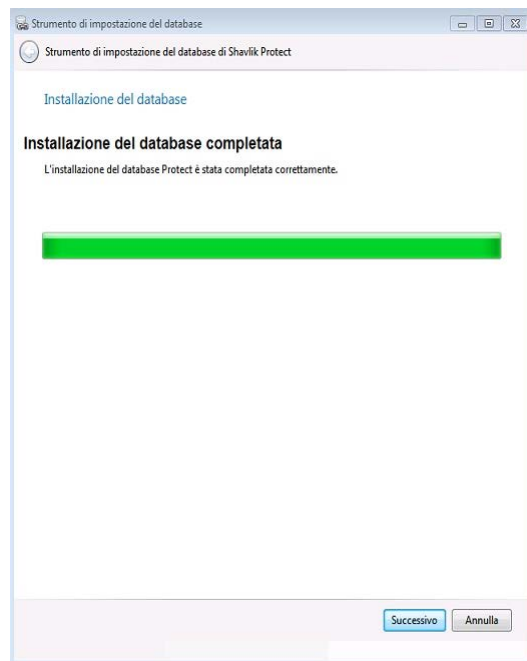 Strumento di impostazione del database
Strumento di impostazione del database di Shavlik Protect
Installazione del database
Installazione del database completata
L'installazione del database Protect è stata completata correttamente.
Successivo
Annulla